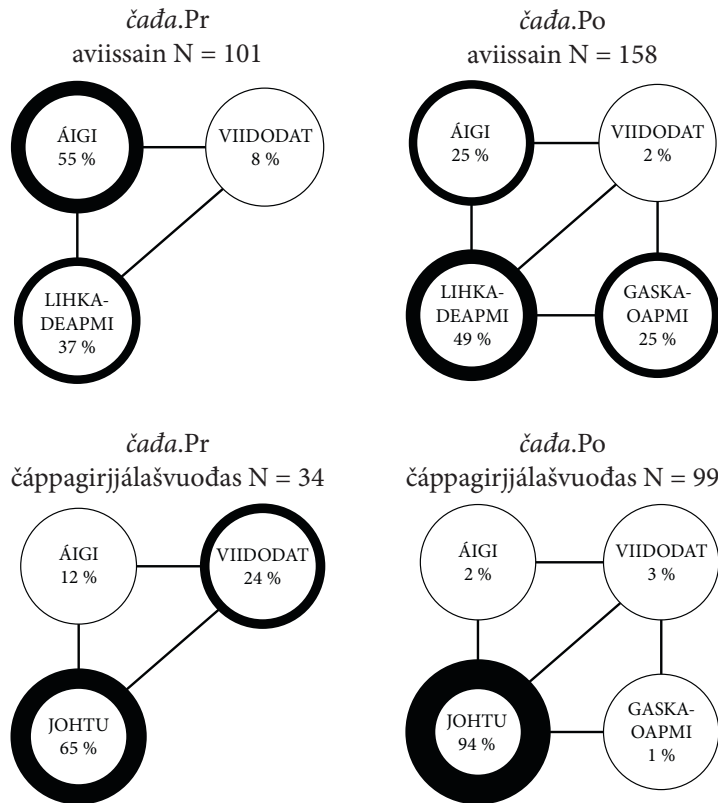 čađa.Pr
aviissain N = 101
ÁIGI
55 %
VIIDODAT
8 %
LIHKA-
DEAPMI
37 %
čađa.Po
aviissain N = 158
ÁIGI
25 %
VIIDODAT
2 %
LIHKA-
DEAPMI
49 %
GASKA-
OAPMI
25 %
čađa.Pr
čáppagirjjálašvuođas N = 34
ÁIGI
12 %
VIIDODAT
24 %
JOHTU
65 %
čađa.Po
čáppagirjjálašvuođas N = 99
ÁIGI
2 %
VIIDODAT
3 %
JOHTU
94 %
GASKA-
OAPMI
1 %